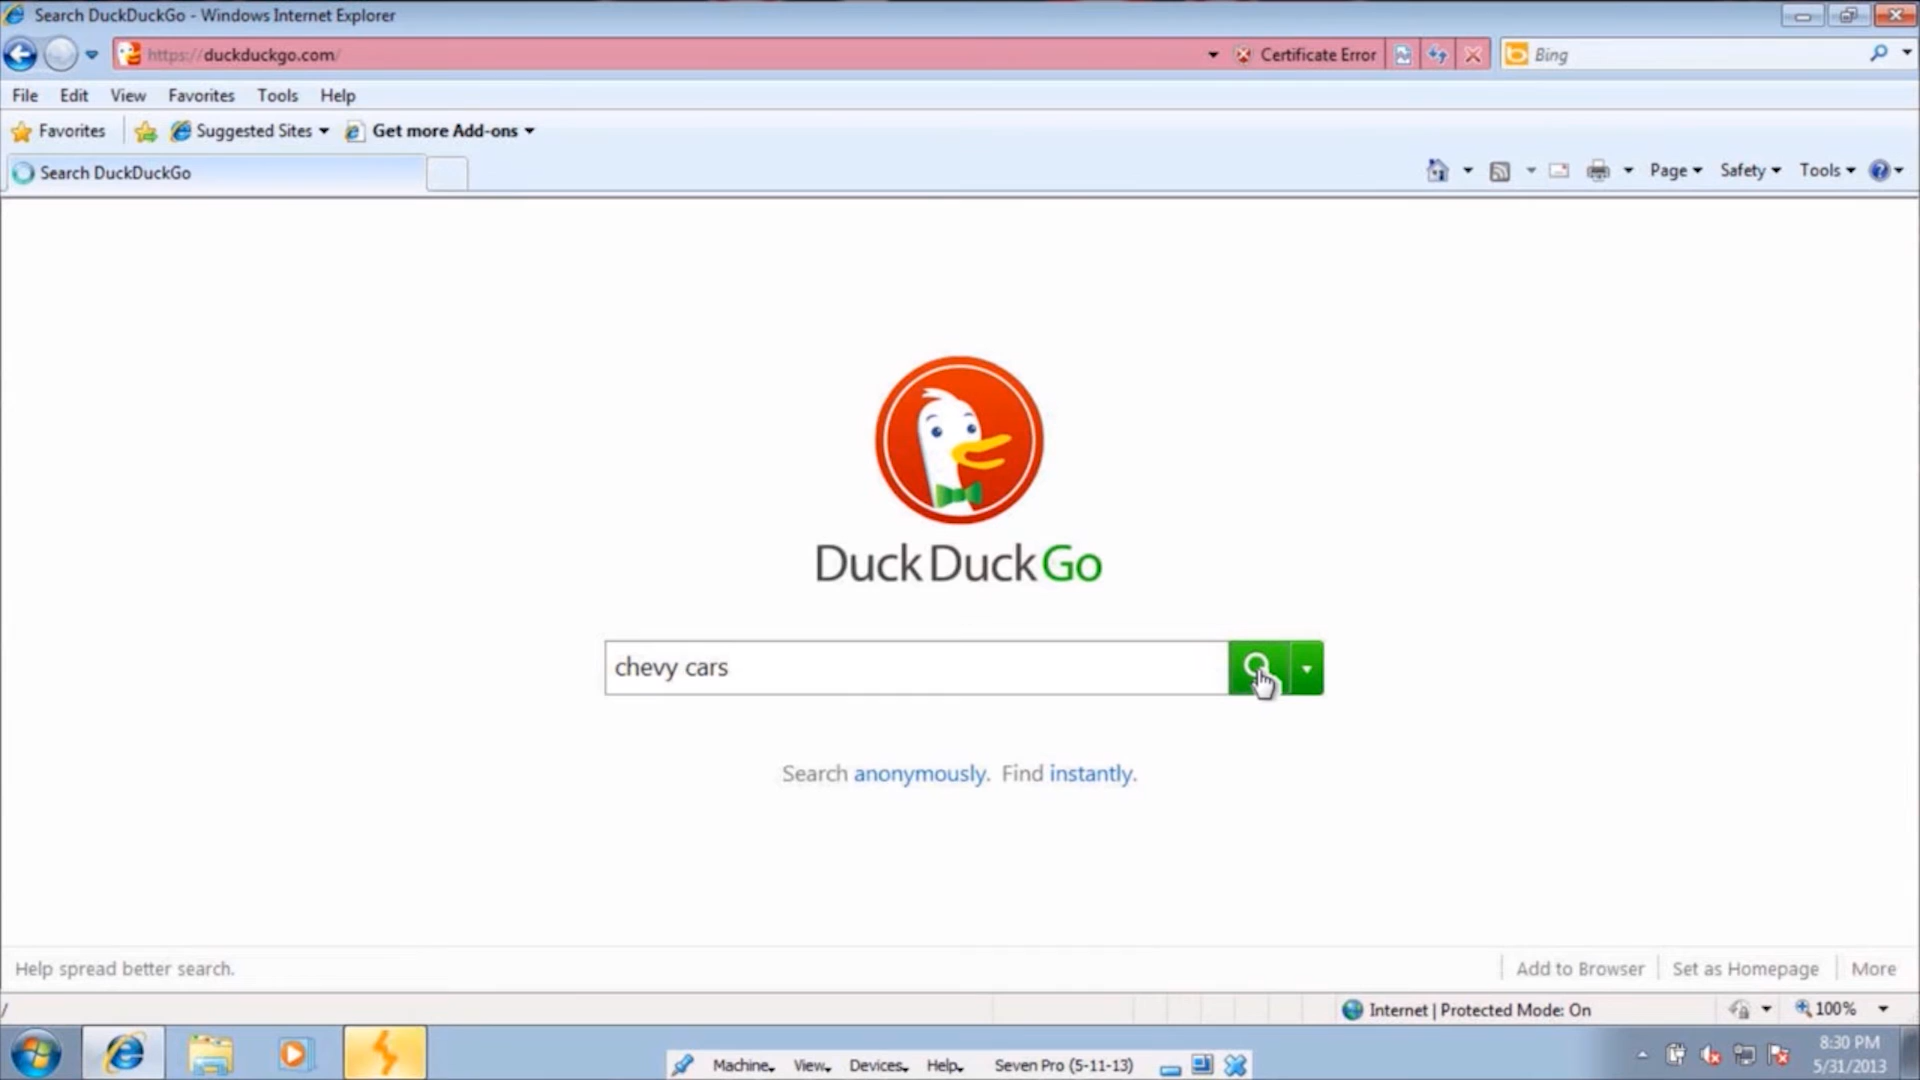 Search DuckDuckGo - Windows Internet Explorer
https://duckduckgo.com/ Certificate Error Bing
File Edit View Favorites Tools Help
Favorites Suggested Sites Get more Add-ons
Search DuckDuckGo Page Safety Tools
DuckDuckGo
chevy cars
Search anonymously. Find instantly.
Help spread better search. Add to Browser Set as Homepage More
/ Internet | Protected Mode: On 100%
Machine View Devices Help Seven Pro (5-11-13) 8:30 PM
5/31/2013